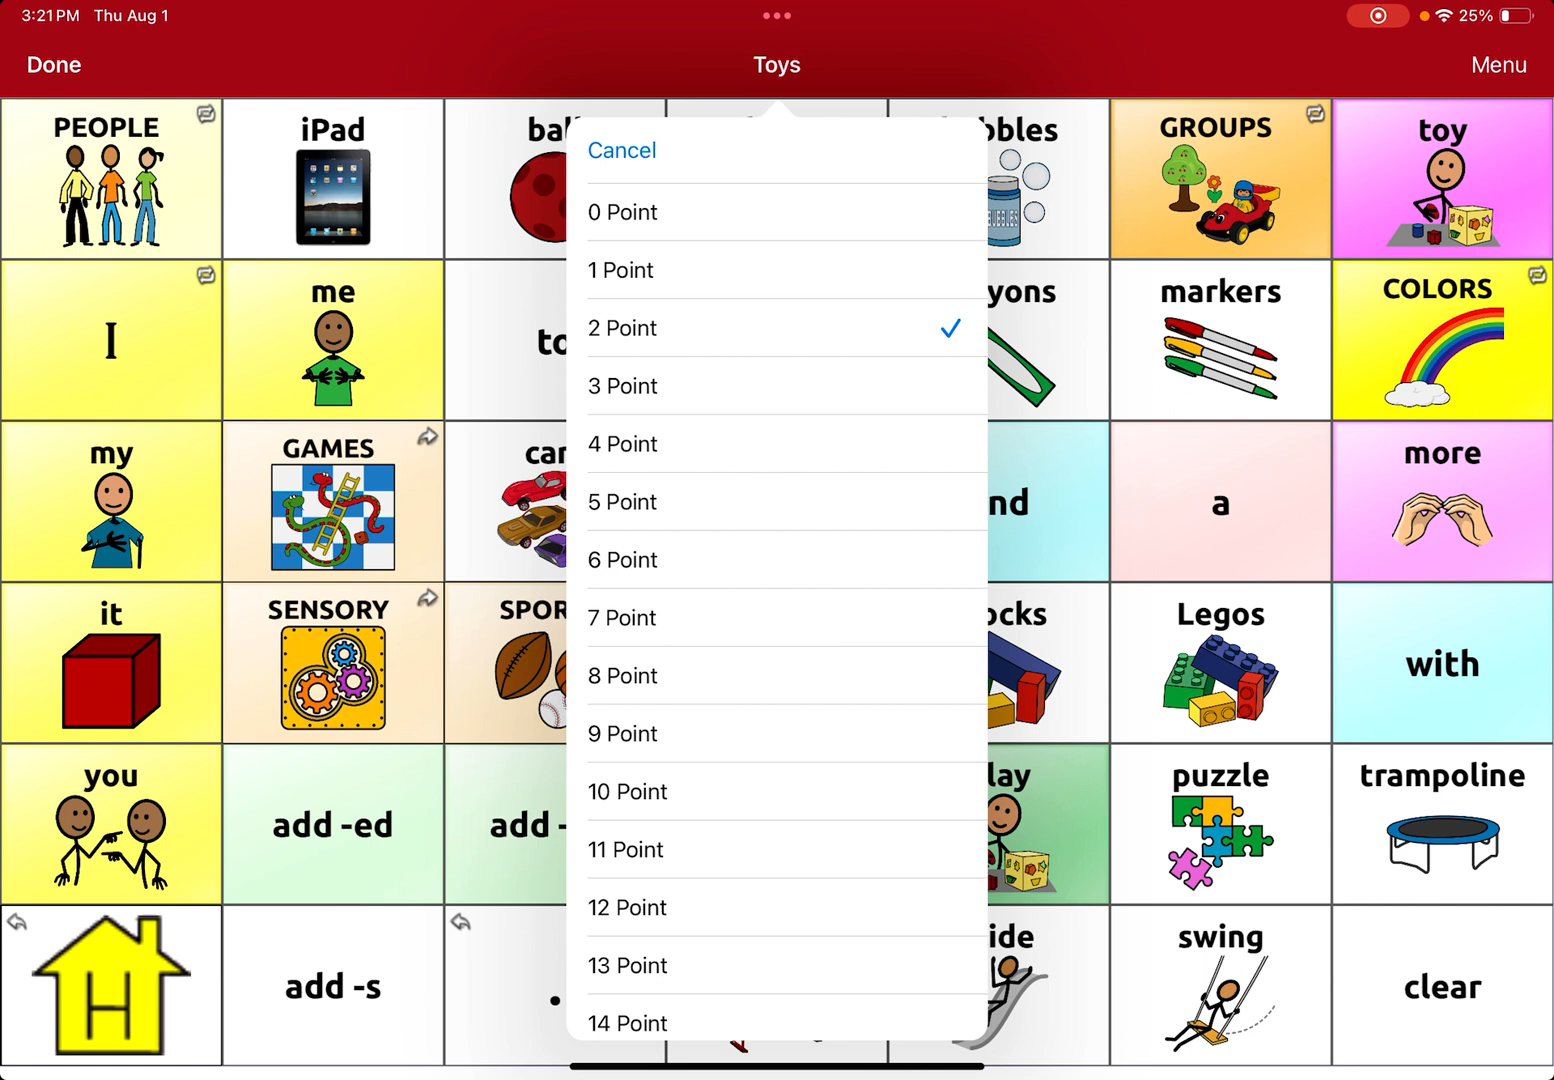 3:21 PM Thu Aug 1
25%
Done
Toys
Menu
PEOPLE
iPad
GROUPS
toy
I
me
markers
COLORS
my
GAMES
a
more
it
SENSORY
Legos
with
you
add -ed
puzzle
trampoline
H
add -s
.
swing
clear
Cancel
0 Point
1 Point
2 Point
3 Point
4 Point
5 Point
6 Point
7 Point
8 Point
9 Point
10 Point
11 Point
12 Point
13 Point
14 Point